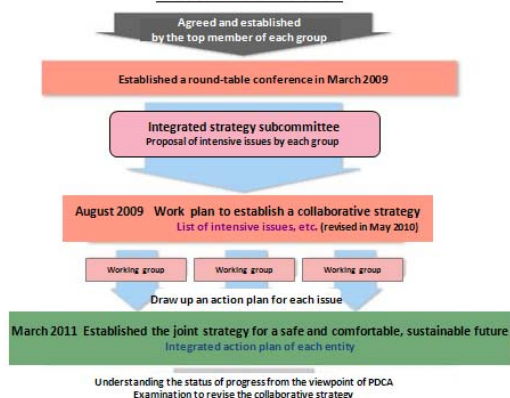 Agreed and established
by the top member of each group
Established a round-table conference in March 2009
Integrated strategy subcommittee
Proposal of intensive issues by each group
August 2009 Work plan to establish a collaborative strategy
List of intensive issues, etc. (revised in May 2010)
Working group Working group Working group
Draw up an action plan for each issue
March 2011 Established the joint strategy for a safe and comfortable, sustainable future
Integrated action plan of each entity
Understanding the status of progress from the viewpoint of PDCA
Examination to revise the collaborative strategy